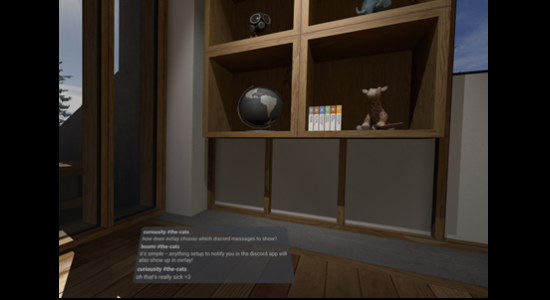 curiousity #the-cats
how does ovrlay choose which discord messages to show?
boomi #the-cats
it's simple – anything setup to notify you in the discord app will
also show up in ovrlay!
curiousity #the-cats
oh that's really sick <3